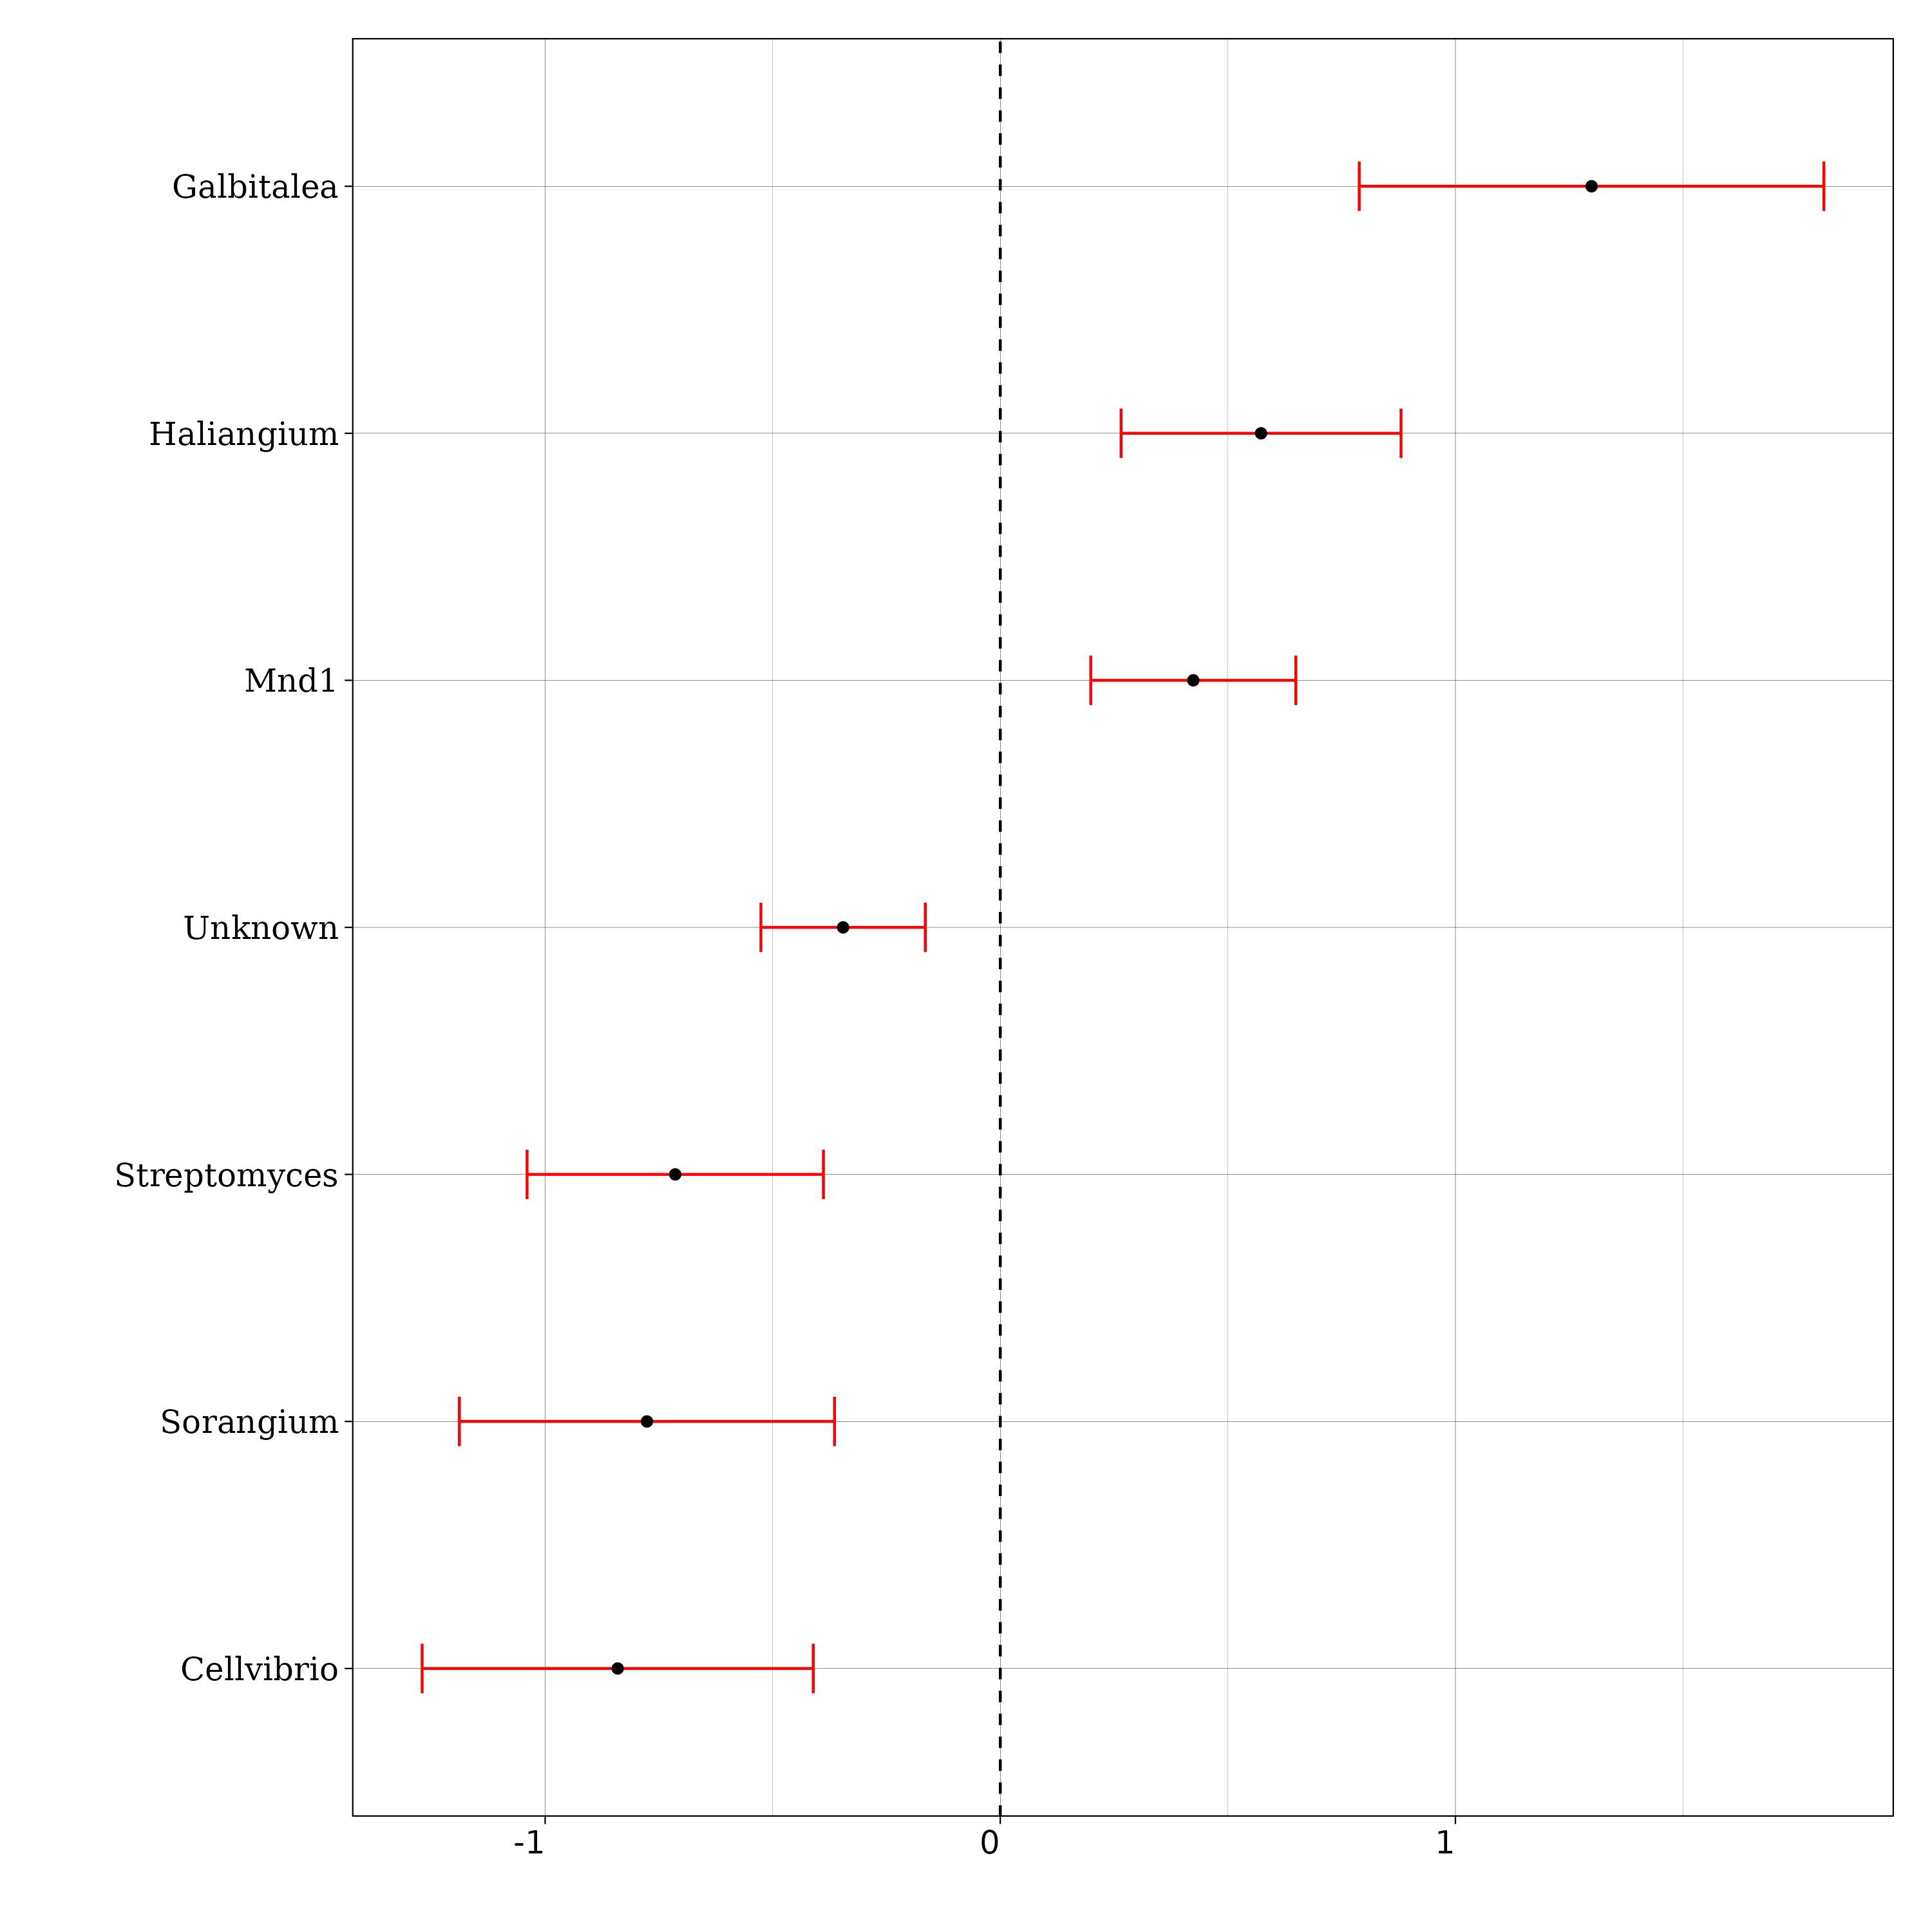 Galbitalea
Haliangium
Mnd1
Unknown
Streptomyces
Sorangium
Cellvibrio
-1 0 1